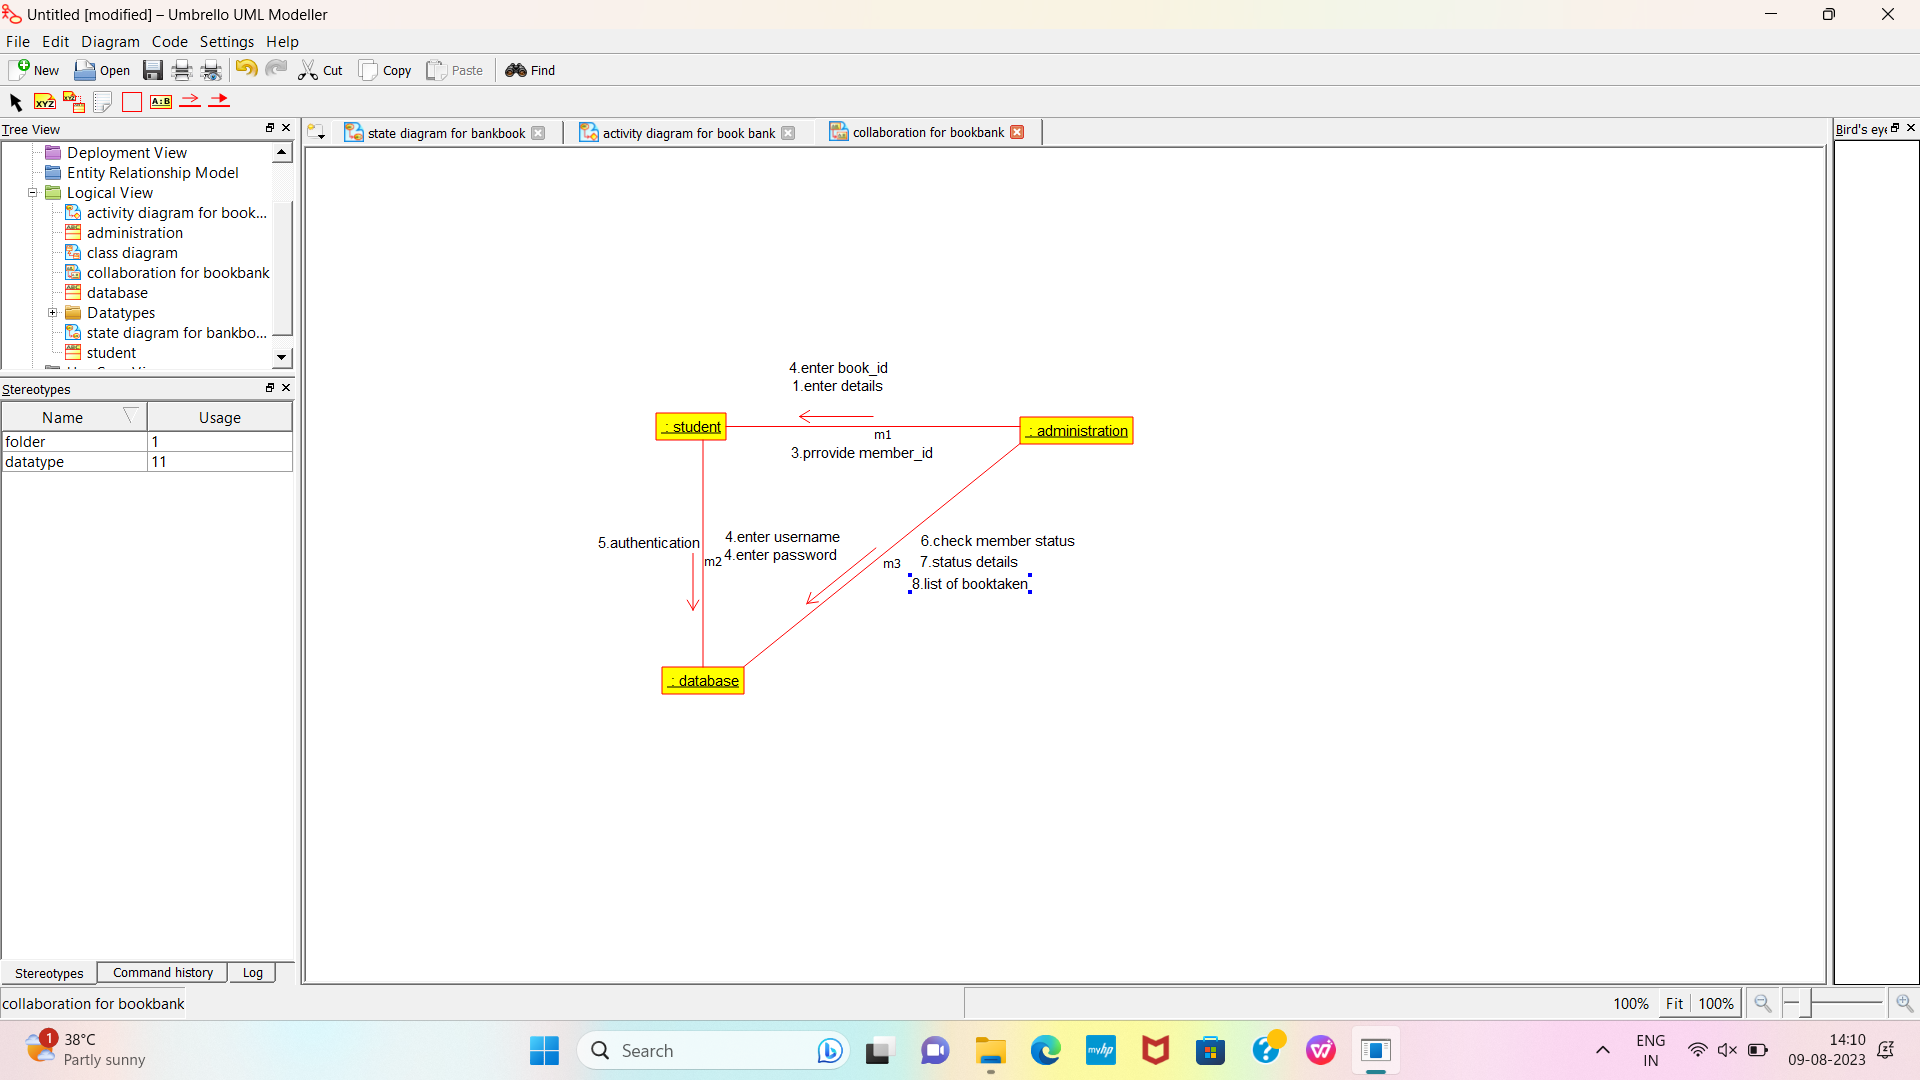 Untitled [modified] – Umbrello UML Modeller
File Edit Diagram Code Settings Help
New Open Cut Copy Paste Find
XYZ A:B
Tree View
Deployment View
Entity Relationship Model
Logical View
activity diagram for book...
administration
class diagram
collaboration for bookbank
database
Datatypes
state diagram for bankbo...
student
Stereotypes
Name Usage
folder 1
datatype 11
Stereotypes Command history Log
collaboration for bookbank
state diagram for bankbook
activity diagram for book bank
collaboration for bookbank
Bird's eye
4.enter book_id
1.enter details
: student
: administration
m1
3.prrovide member_id
5.authentication
m2
4.enter username
4.enter password
m3
6.check member status
7.status details
8.list of booktaken
: database
100% Fit 100%
1
38°C
Partly sunny
Search
myhp
ENG
IN
14:10
09-08-2023